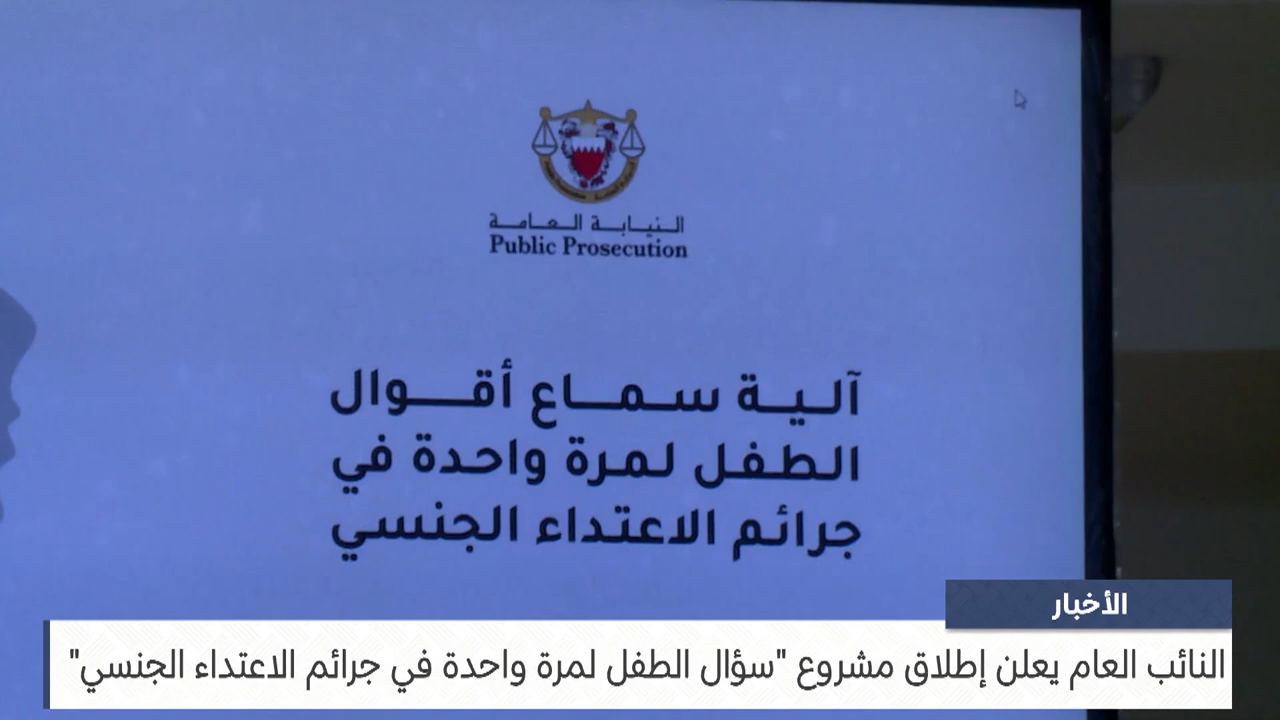 النيابة العامة
Public Prosecution
آلية سماع أقوال
الطفل لمرة واحدة في
جرائم الاعتداء الجنسي
الأخبار
النائب العام يعلن إطلاق مشروع "سؤال الطفل لمرة واحدة في جرائم الاعتداء الجنسي"